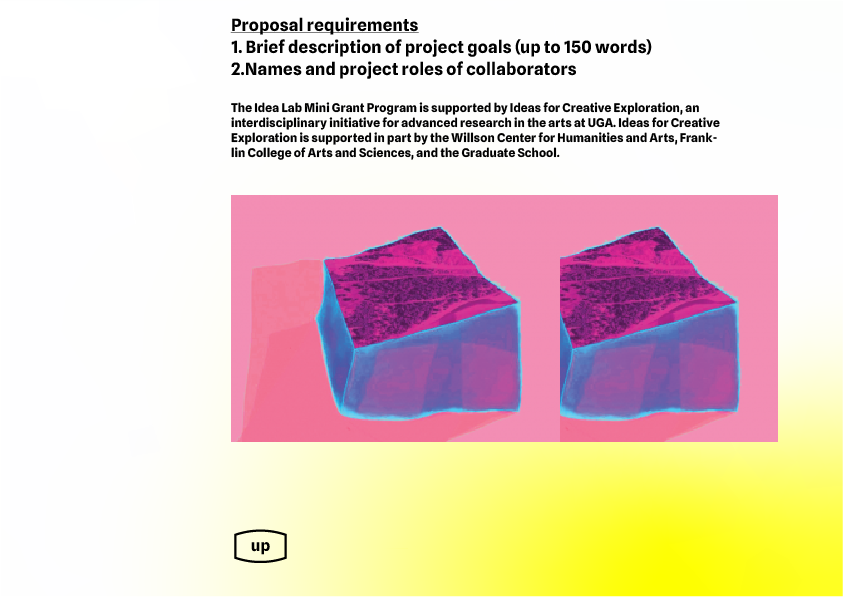 Proposal requirements
1. Brief description of project goals (up to 150 words)
2.Names and project roles of collaborators
The Idea Lab Mini Grant Program is supported by Ideas for Creative Exploration, an
interdisciplinary initiative for advanced research in the arts at UGA. Ideas for Creative
Exploration is supported in part by the Willson Center for Humanities and Arts, Frank-
lin College of Arts and Sciences, and the Graduate School.
up